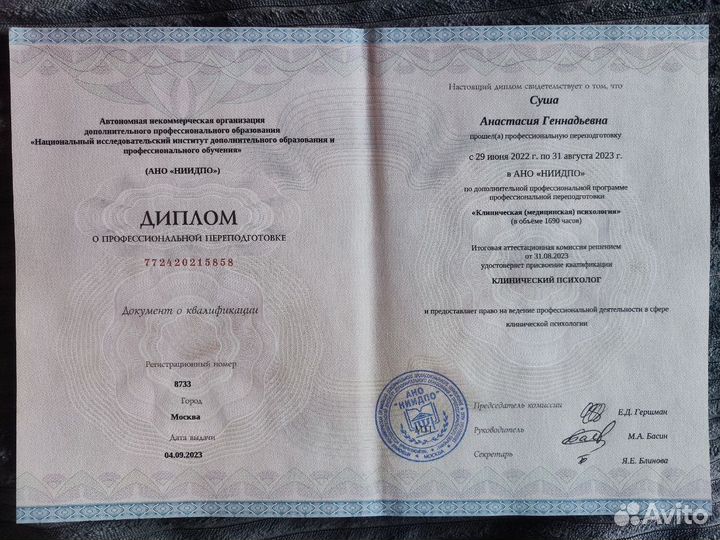 Автономная некоммерческая организация
дополнительного профессионального образования
«Национальный исследовательский институт дополнительного образования и
профессионального обучения»
(АНО «НИИДПО»)
ДИПЛОМ
О ПРОФЕССИОНАЛЬНОЙ ПЕРЕПОДГОТОВКЕ
772420215858
Документ о квалификации
Регистрационный номер
8733
Город
Москва
Дата выдачи
04.09.2023
Настоящий диплом свидетельствует о том, что
Суша
Анастасия Геннадьевна
прошел(а) профессиональную переподготовку
с 29 июня 2022 г. по 31 августа 2023 г.
в АНО «НИИДПО»
по дополнительной профессиональной программе
профессиональной переподготовки
«Клиническая (медицинская) психология»
(в объёме 1690 часов)
Итоговая аттестационная комиссия решением
от 31.08.2023
удостоверяет присвоение квалификации
КЛИНИЧЕСКИЙ ПСИХОЛОГ
и предоставляет право на ведение профессиональной деятельности в сфере
клинической психологии
АНО
"НИИДПО"
МОСКВА
Председатель комиссии
Е.Д. Гершман
Руководитель
М.А. Басин
Секретарь
Я.Е. Блинова
Avito